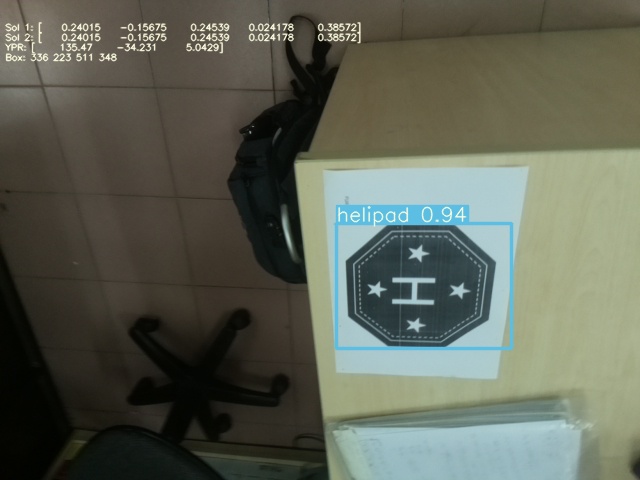 Sol 1: [ 0.24015 -0.15675 0.24539 0.024178 0.38572]
Sol 2: [ 0.24015 -0.15675 0.24539 0.024178 0.38572]
YPR: [ 135.47 -34.231 5.0429]
Box: 336 223 511 348
helipad 0.94
H